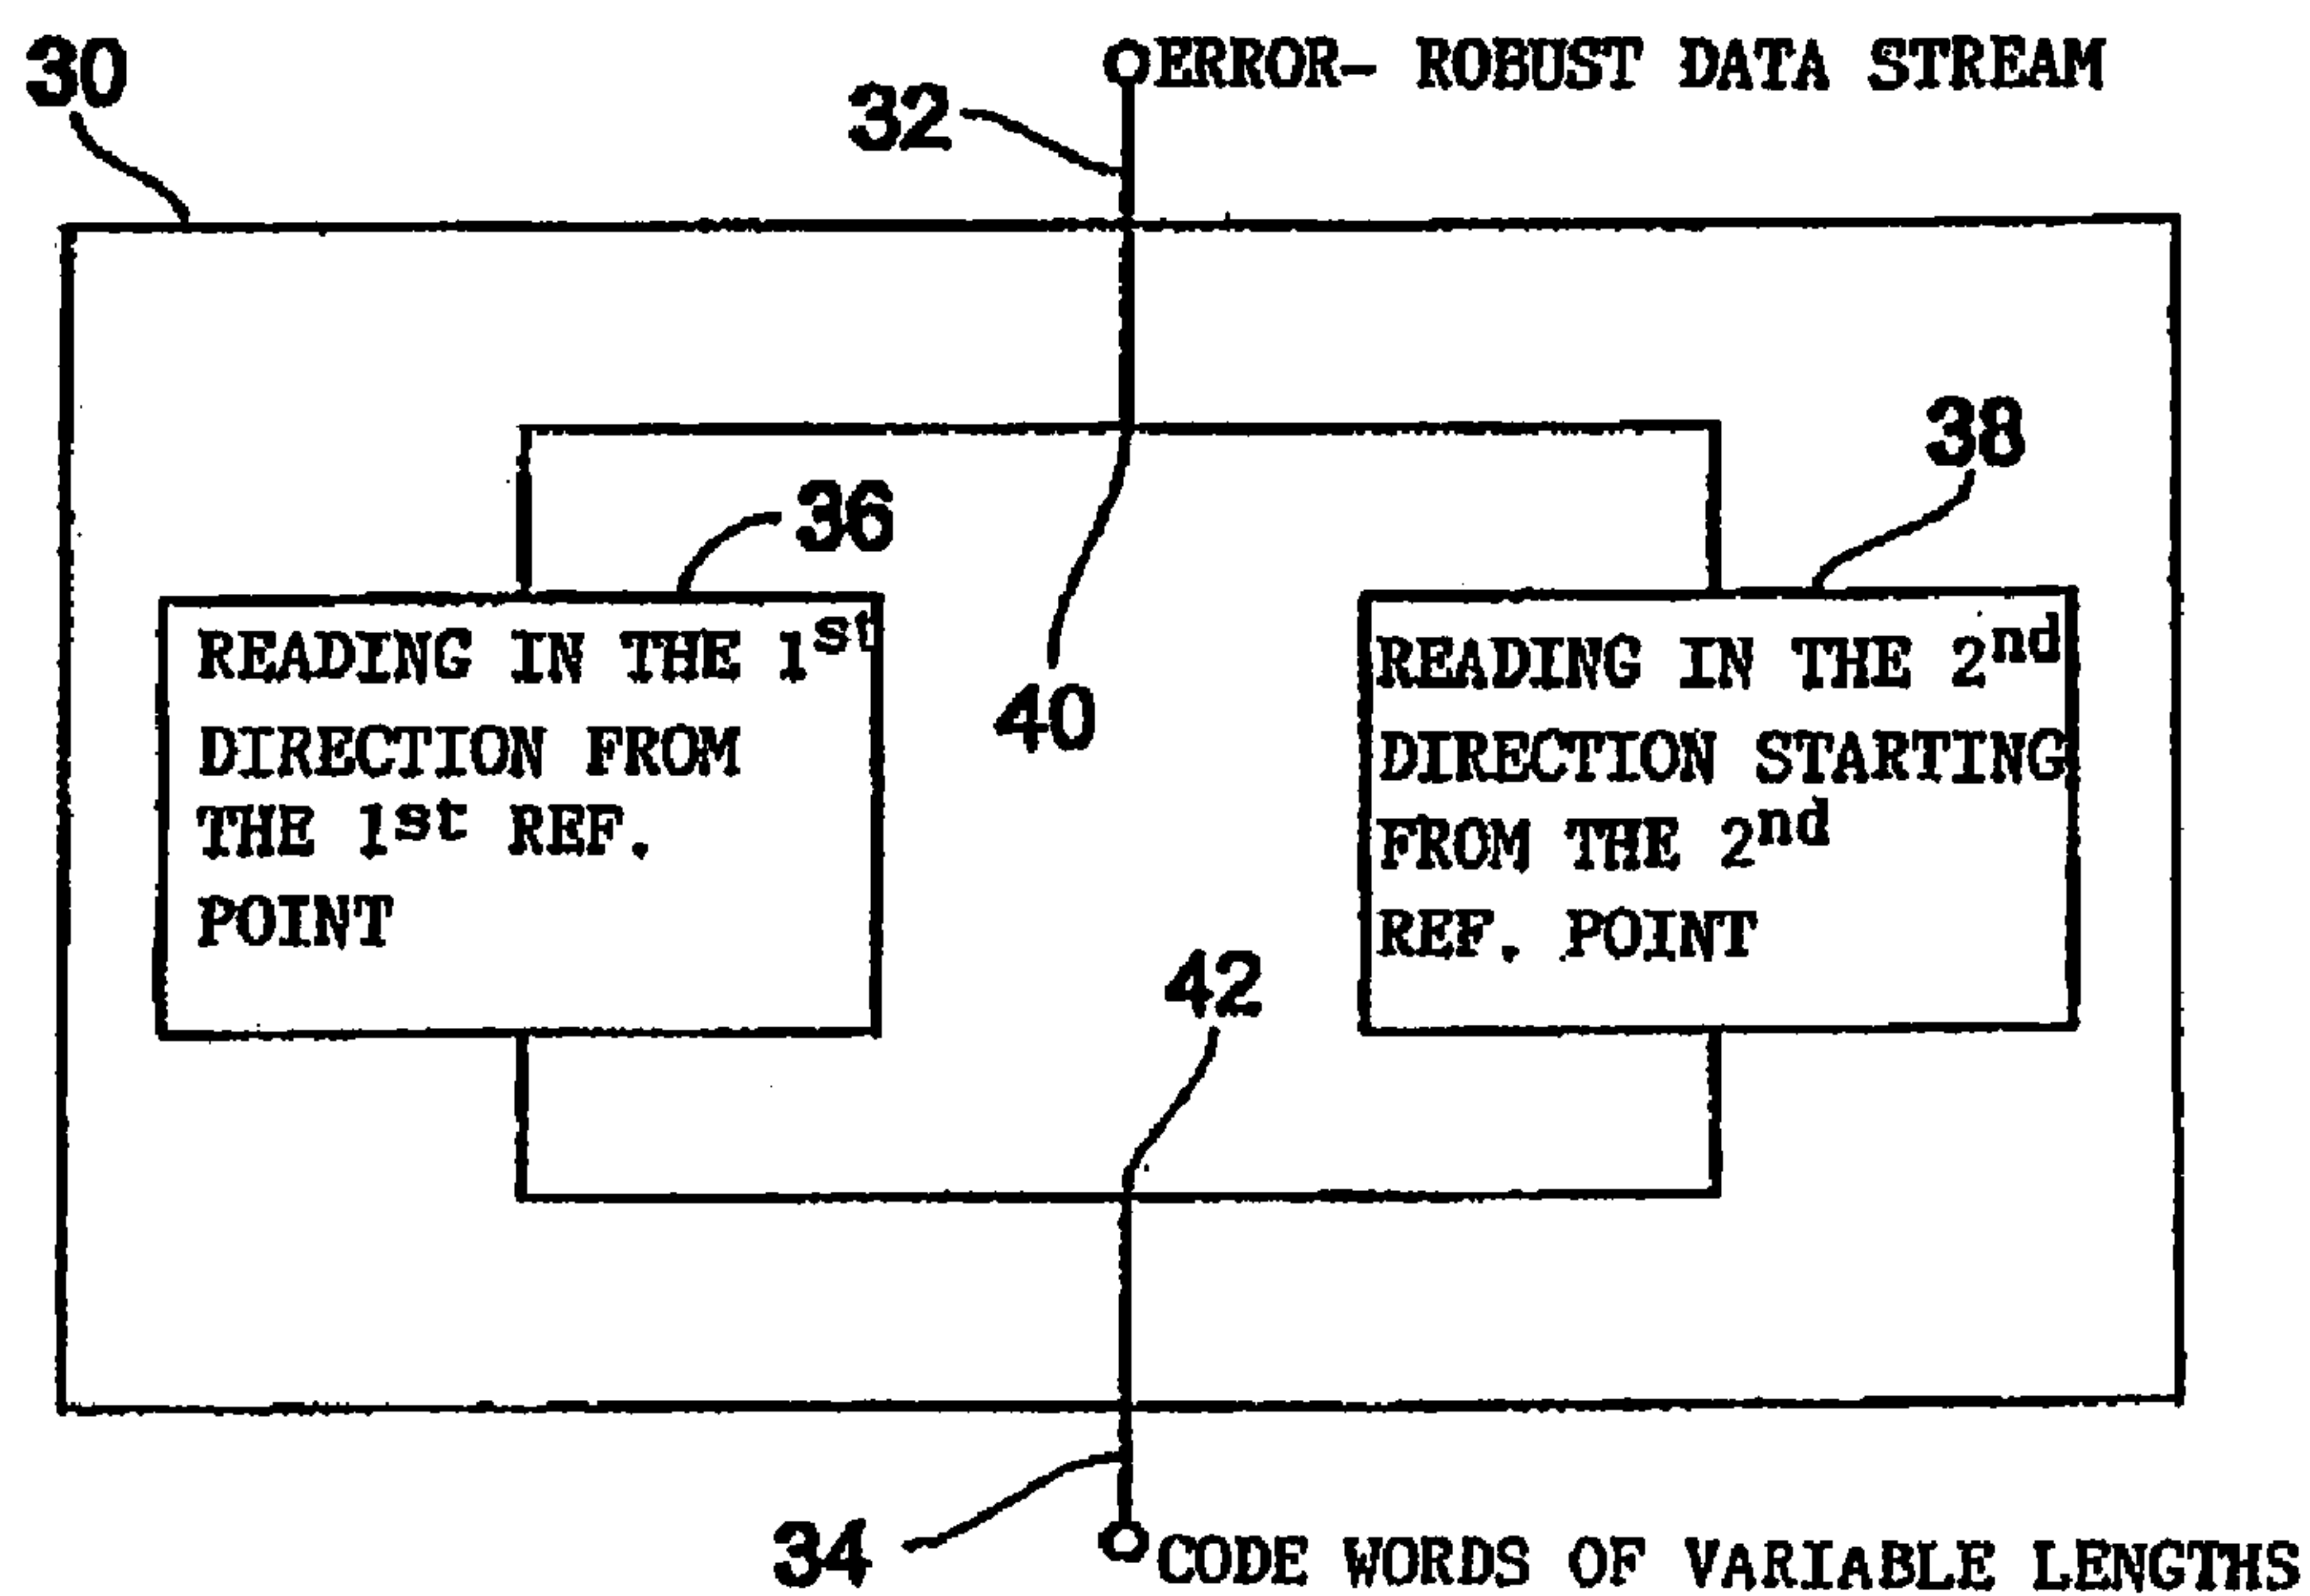 30
ERROR- ROBUST DATA STREAM
32
38
36
READING IN THE 1st
DIRECTION FROM
THE 1st REF.
POINT
40
READING IN THE 2nd
DIRECTION STARTING
FROM THE 2nd
REF. POINT
42
34
CODE WORDS OF VARIABLE LENGTHS